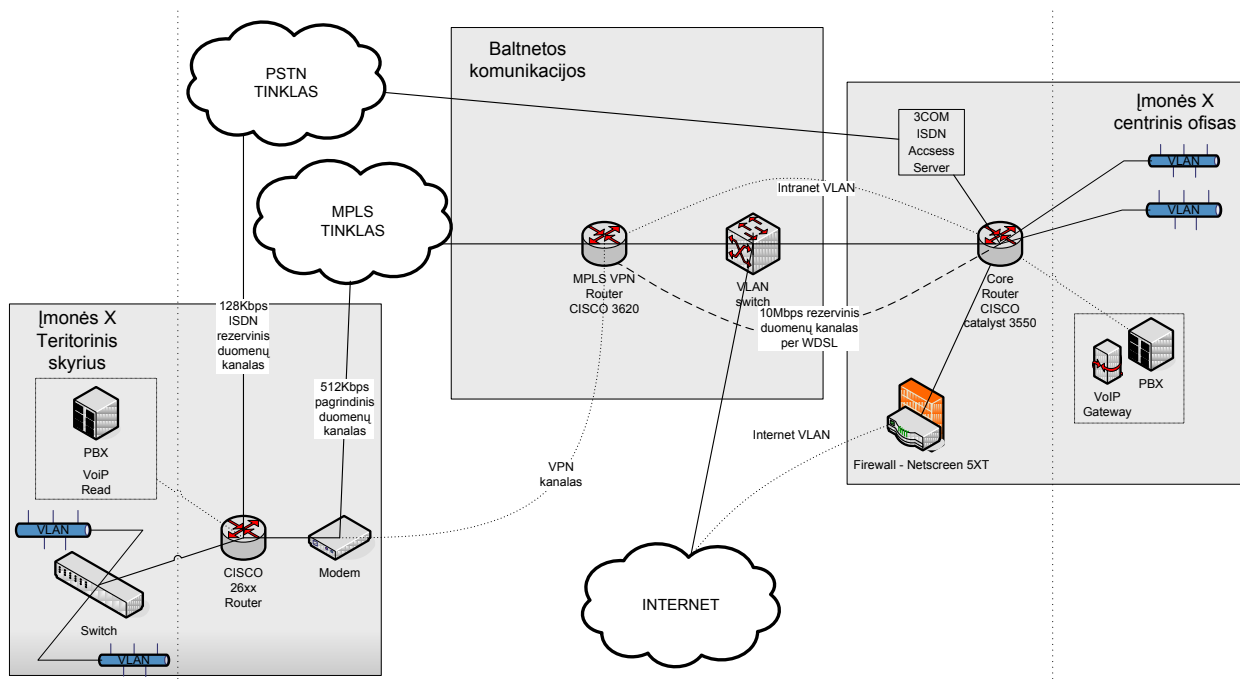 PSTN
TINKLAS
MPLS
TINKLAS
Baltnetos
komunikacijos
Įmonės X
centrinis ofisas
3COM
ISDN
Accsess
Server
VLAN
VLAN
Intranet VLAN
MPLS VPN
Router
CISCO 3620
VLAN
switch
Core
Router
CISCO
catalyst 3550
10Mbps rezervinis
duomenų kanalas
per WDSL
PBX
VoIP
Gateway
Firewall - Netscreen 5XT
Internet VLAN
INTERNET
VPN
kanalas
128Kbps
ISDN
rezervinis
duomenų
kanalas
512Kbps
pagrindinis
duomenų
kanalas
Įmonės X
Teritorinis
skyrius
PBX
VoiP
Read
VLAN
Switch
VLAN
CISCO
26xx
Router
Modem